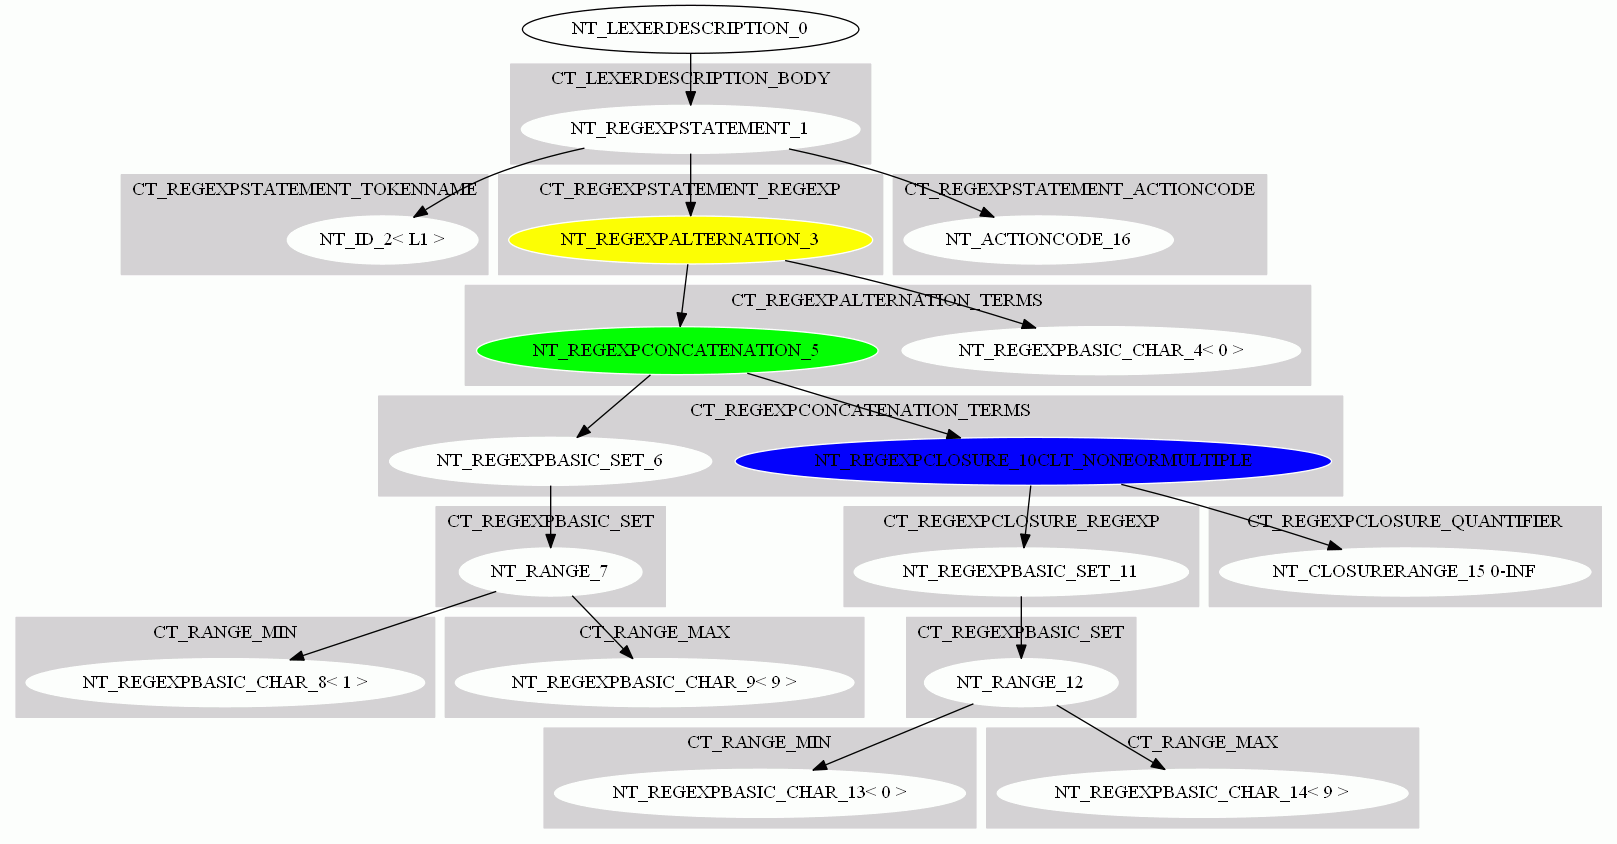 NT_LEXERDESCRIPTION_0
CT_LEXERDESCRIPTION_BODY
NT_REGEXPSTATEMENT_1
CT_REGEXPSTATEMENT_TOKENNAME
CT_REGEXPSTATEMENT_REGEXP
CT_REGEXPSTATEMENT_ACTIONCODE
NT_ID_2< L1 >
NT_REGEXPALTERNATION_3
NT_ACTIONCODE_16
CT_REGEXPALTERNATION_TERMS
NT_REGEXPCONCATENATION_5
NT_REGEXPBASIC_CHAR_4< 0 >
CT_REGEXPCONCATENATION_TERMS
NT_REGEXPBASIC_SET_6
NT_REGEXPCLOSURE_10CLT_NONEORMULTIPLE
CT_REGEXPBASIC_SET
CT_REGEXPCLOSURE_REGEXP
CT_REGEXPCLOSURE_QUANTIFIER
NT_RANGE_7
NT_REGEXPBASIC_SET_11
NT_CLOSURERANGE_15 0-INF
CT_RANGE_MIN
CT_RANGE_MAX
CT_REGEXPBASIC_SET
NT_REGEXPBASIC_CHAR_8< 1 >
NT_REGEXPBASIC_CHAR_9< 9 >
NT_RANGE_12
CT_RANGE_MIN
CT_RANGE_MAX
NT_REGEXPBASIC_CHAR_13< 0 >
NT_REGEXPBASIC_CHAR_14< 9 >